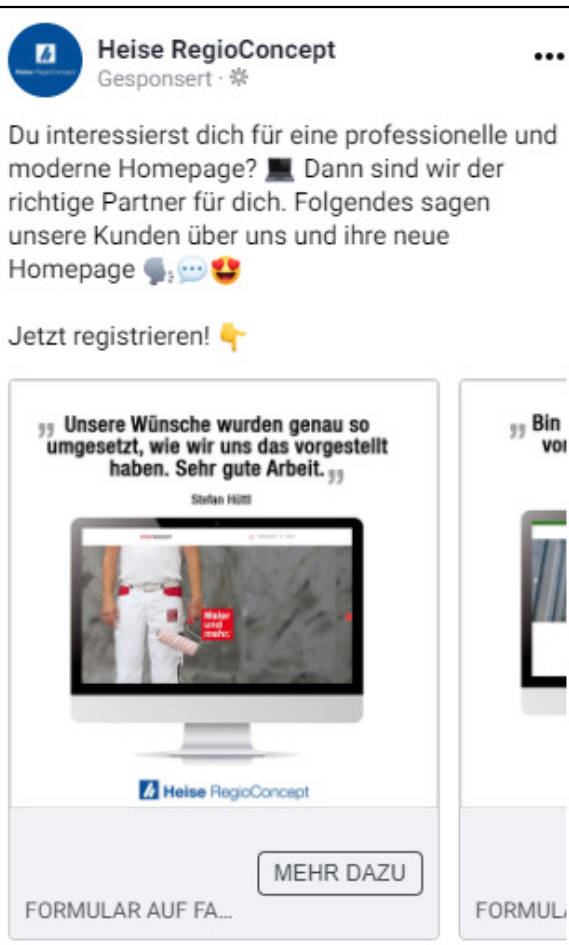 Heise RegioConcept
Gesponsert ·
Du interessierst dich für eine professionelle und
moderne Homepage? 💻 Dann sind wir der
richtige Partner für dich. Folgendes sagen
unsere Kunden über uns und ihre neue
Homepage 🗣️💬😍
Jetzt registrieren! 👇
„ Unsere Wünsche wurden genau so
umgesetzt, wie wir uns das vorgestellt
haben. Sehr gute Arbeit. „
Stefan Hüttl
Maler
und
mehr.
Heise RegioConcept
MEHR DAZU
FORMULAR AUF FA...
„ Bin
vor
FORMUL